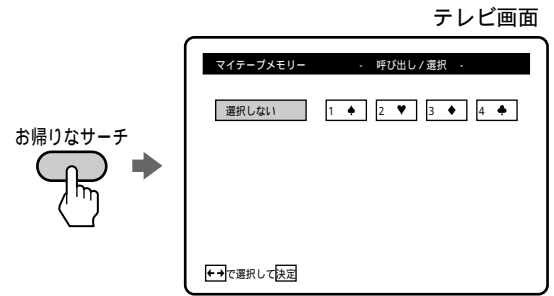 テレビ画面
マイテープメモリー - 呼び出し / 選択 -
選択しない 1 ♠ 2 ♥ 3 ♦ 4 ♣
お帰りなサーチ
←→で選択して決定